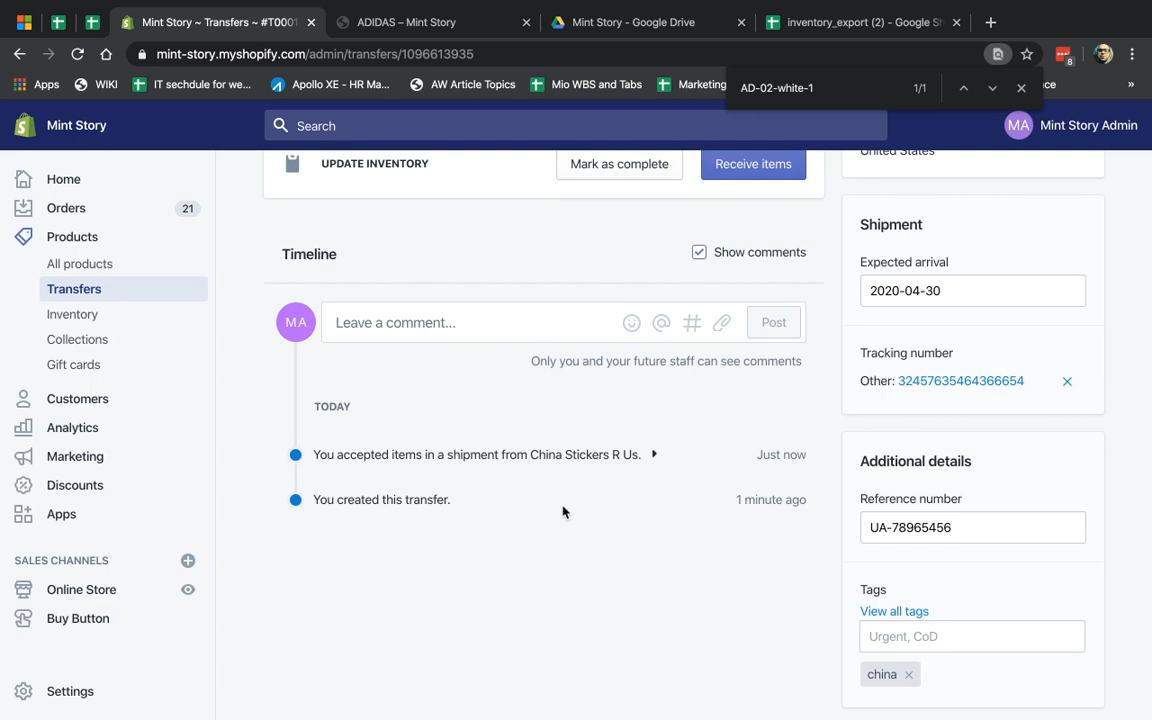 Mint Story ~ Transfers ~ #T0001
ADIDAS – Mint Story
Mint Story - Google Drive
inventory_export (2) - Google Sh
mint-story.myshopify.com/admin/transfers/1096613935
8
Apps
WIKI
IT sechdule for we...
Apollo XE - HR Ma...
AW Article Topics
Mio WBS and Tabs
Marketing
AD-02-white-1
1/1
ce
»
Mint Story
Search
MA
Mint Story Admin
Home
Orders
21
Products
All products
Transfers
Inventory
Collections
Gift cards
Customers
Analytics
Marketing
Discounts
Apps
SALES CHANNELS
Online Store
Buy Button
Settings
UPDATE INVENTORY
Mark as complete
Receive items
Timeline
Show comments
MA
Leave a comment...
Post
Only you and your future staff can see comments
TODAY
You accepted items in a shipment from China Stickers R Us.
Just now
You created this transfer.
1 minute ago
United States
Shipment
Expected arrival
2020-04-30
Tracking number
Other: 32457635464366654
Additional details
Reference number
UA-78965456
Tags
View all tags
Urgent, CoD
china